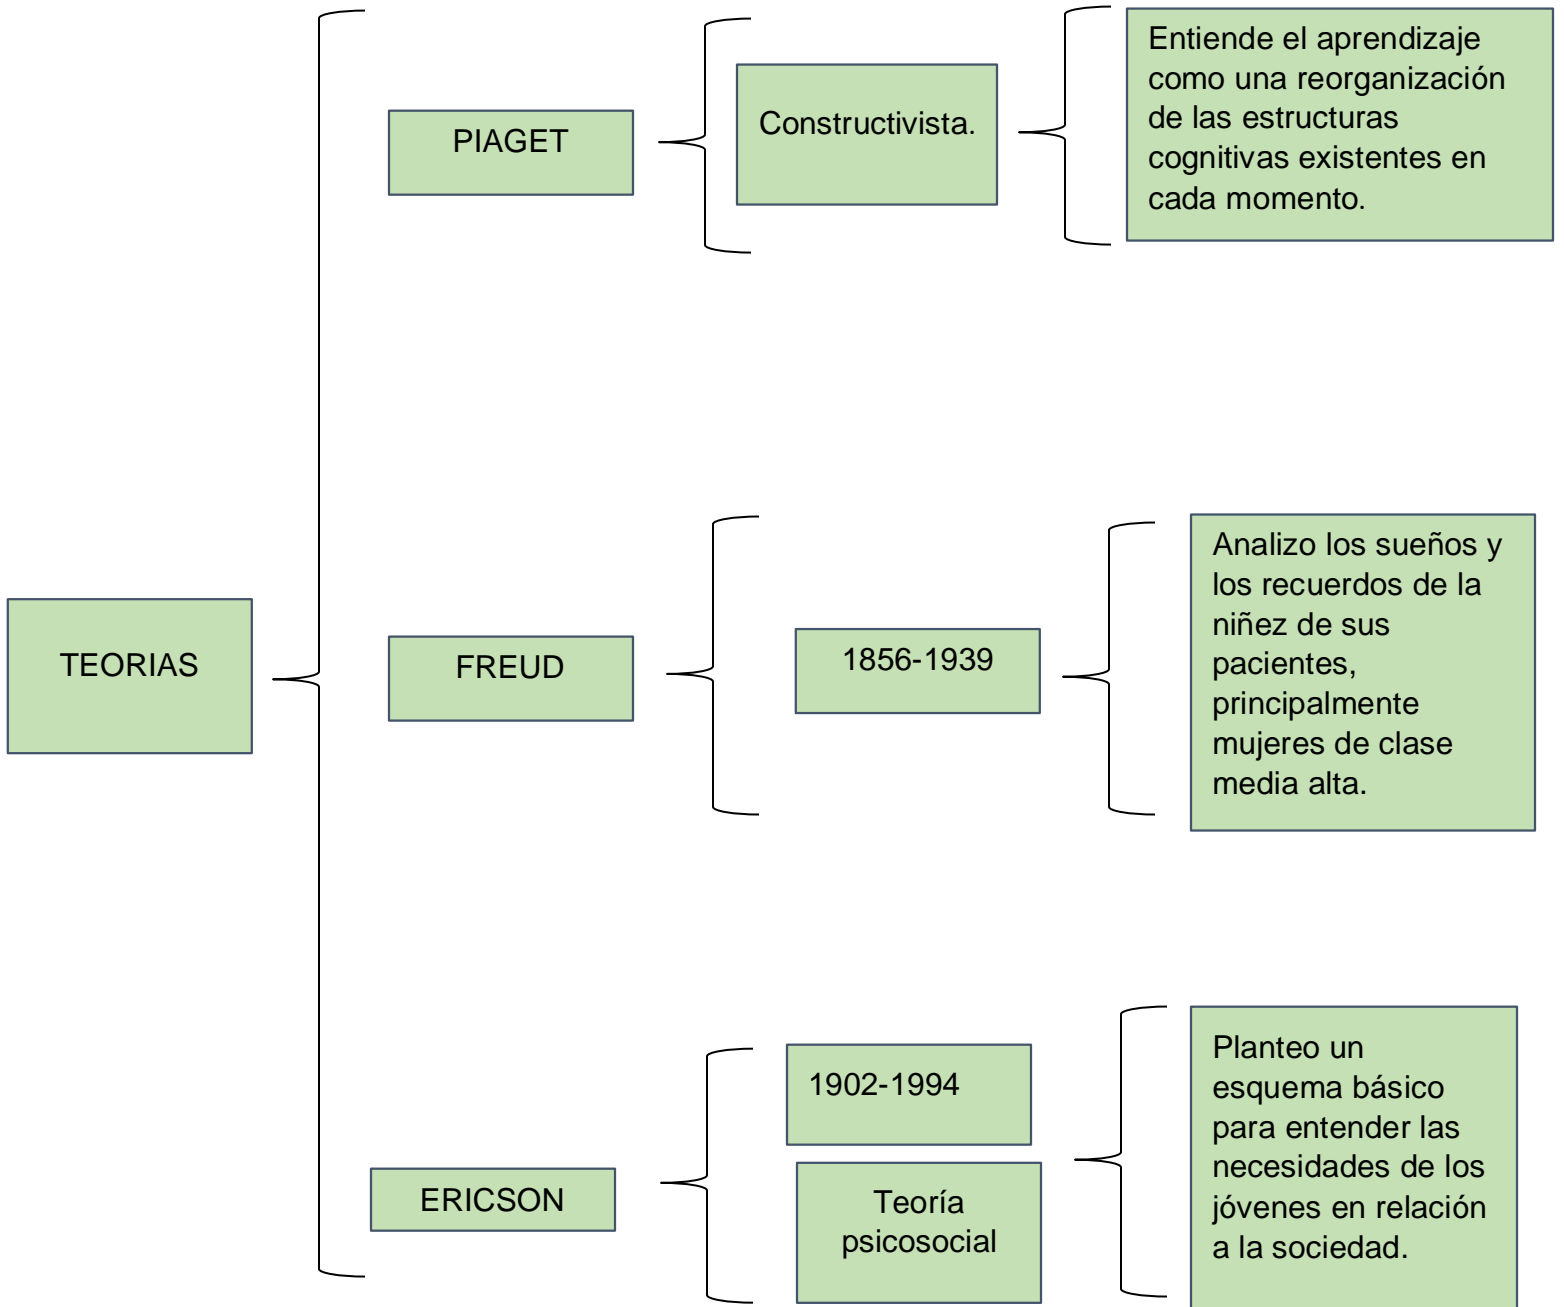 TEORIAS
PIAGET
Constructivista.
Entiende el aprendizaje
como una reorganización
de las estructuras
cognitivas existentes en
cada momento.
FREUD
1856-1939
Analizo los sueños y
los recuerdos de la
niñez de sus
pacientes,
principalmente
mujeres de clase
media alta.
ERICSON
1902-1994
Teoría
psicosocial
Planteo un
esquema básico
para entender las
necesidades de los
jóvenes en relación
a la sociedad.